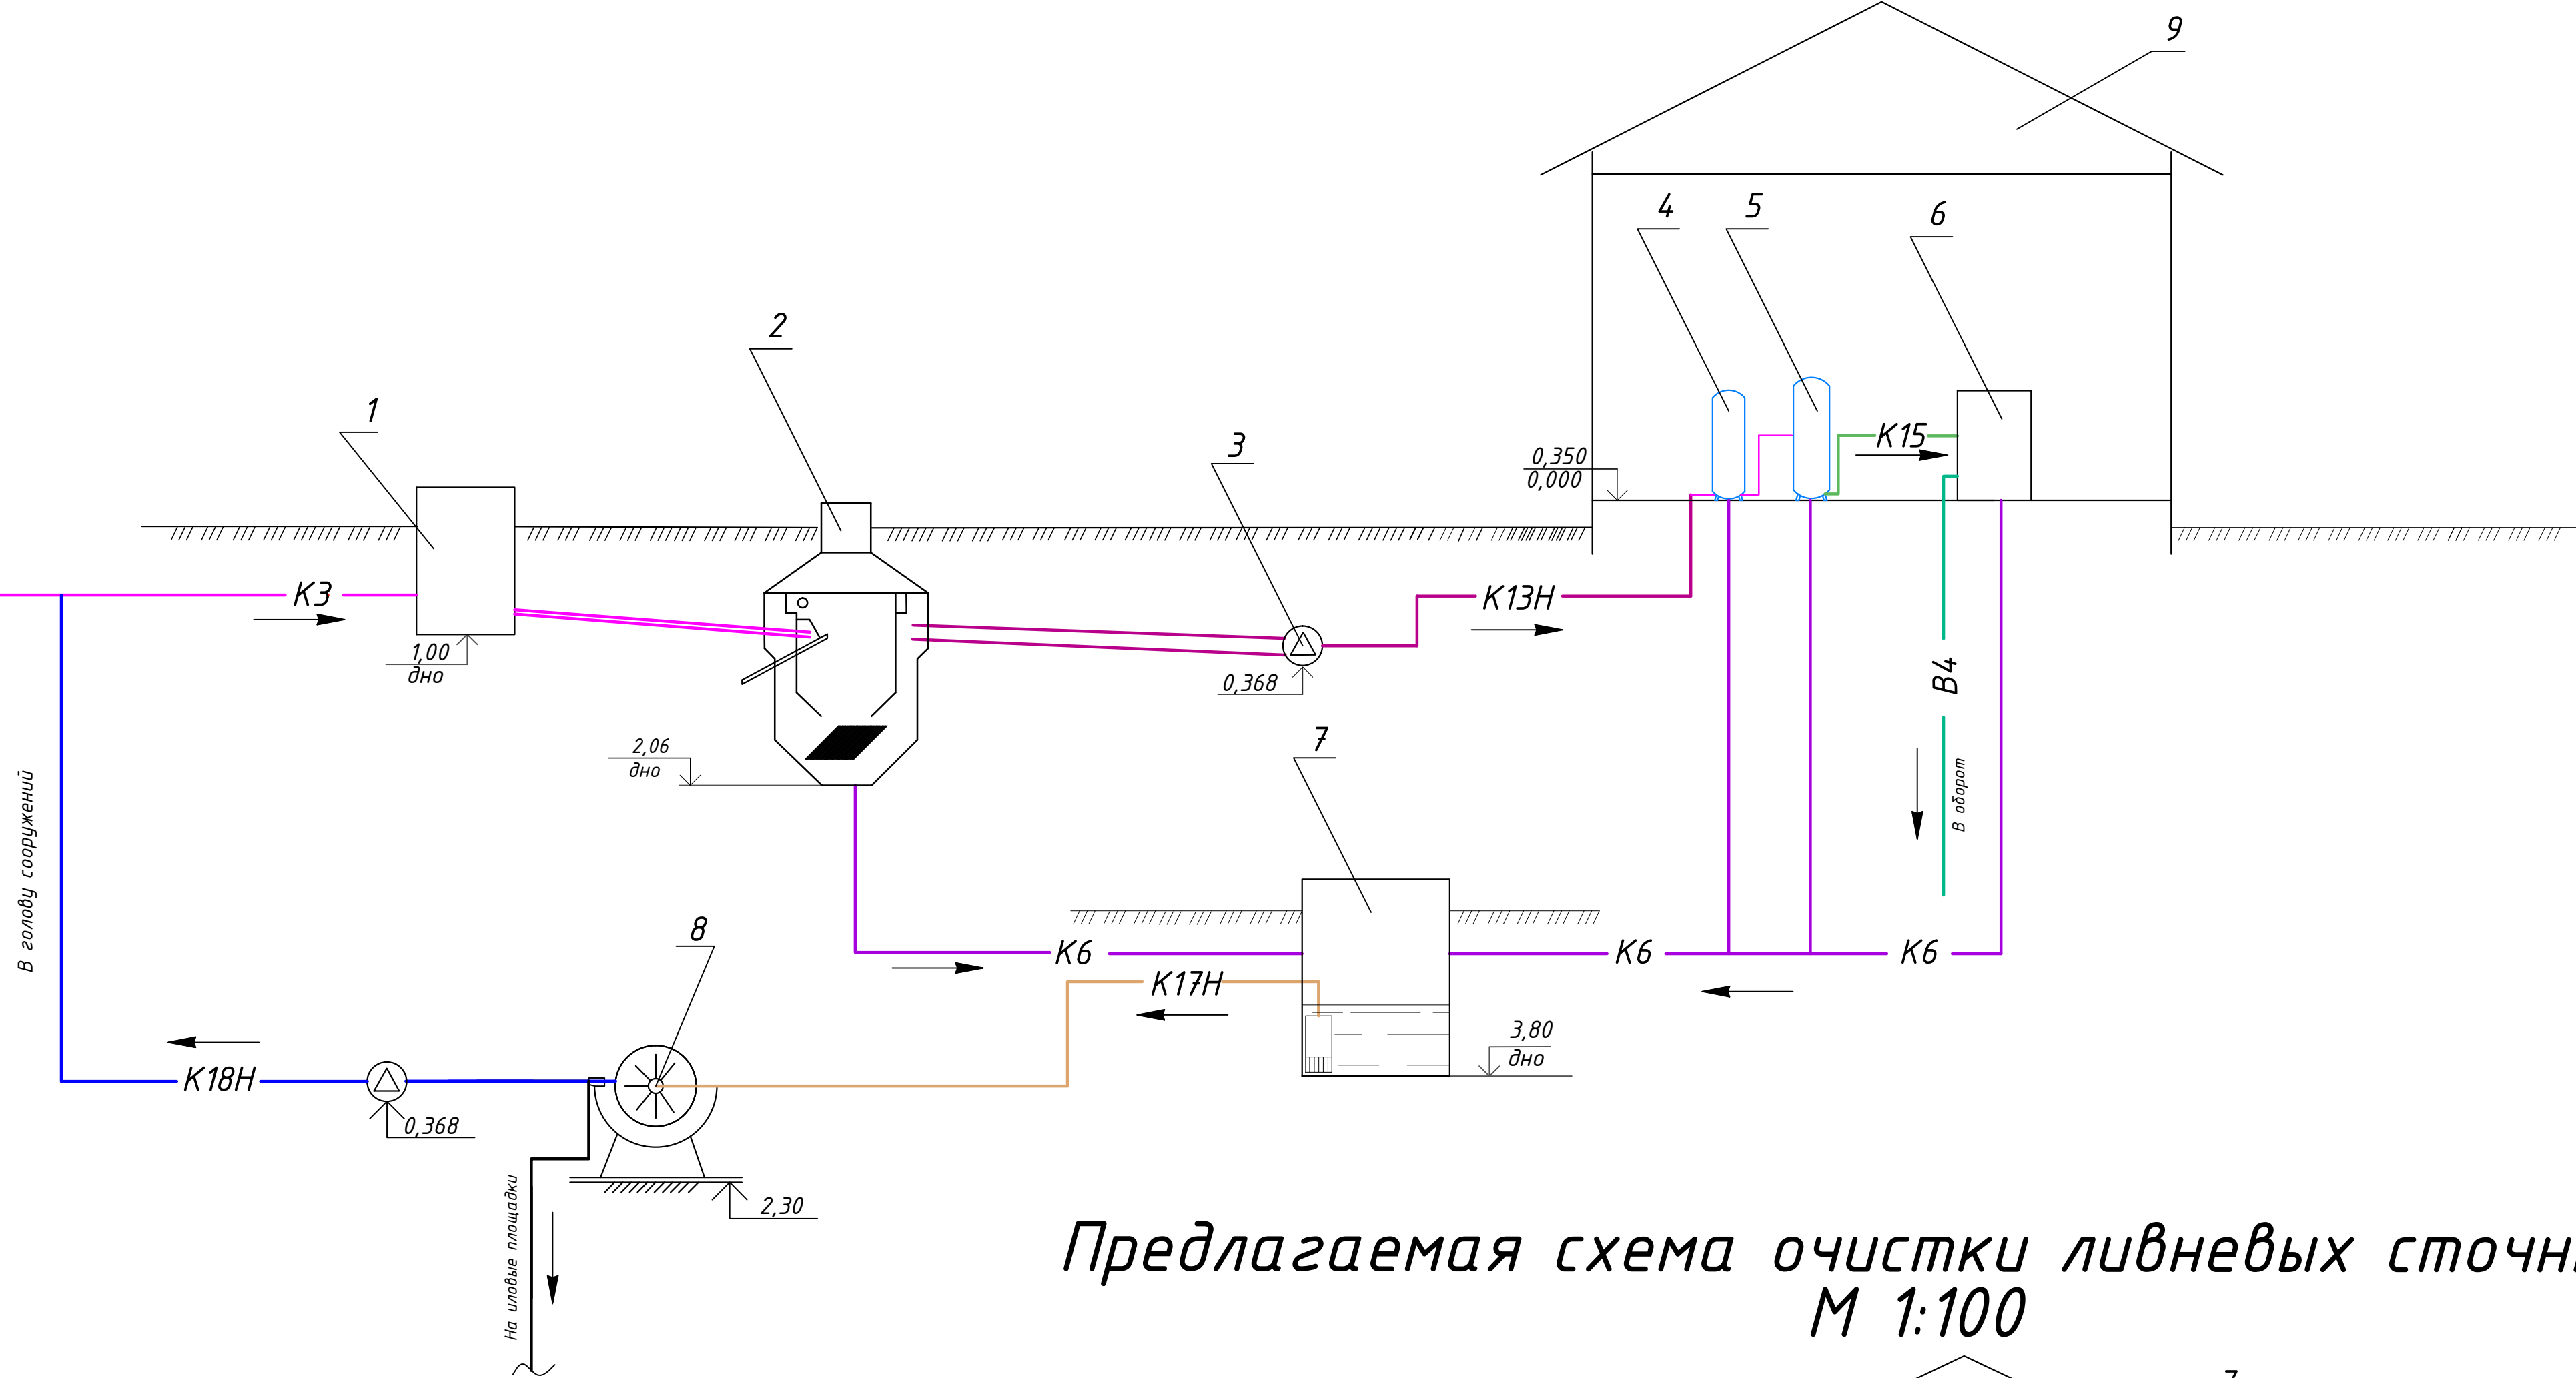 9
4
5
6
2
1
3
К15
0,350
0,000
К3
К13Н
1,00
дно
0,368
В4
2,06
дно
7
В оборот
В голову сооружений
8
К6
К6
К6
К17Н
3,80
дно
К18Н
0,368
2,30
На иловые площадки
Предлагаемая схема очистки ливневых сточн
М 1:100